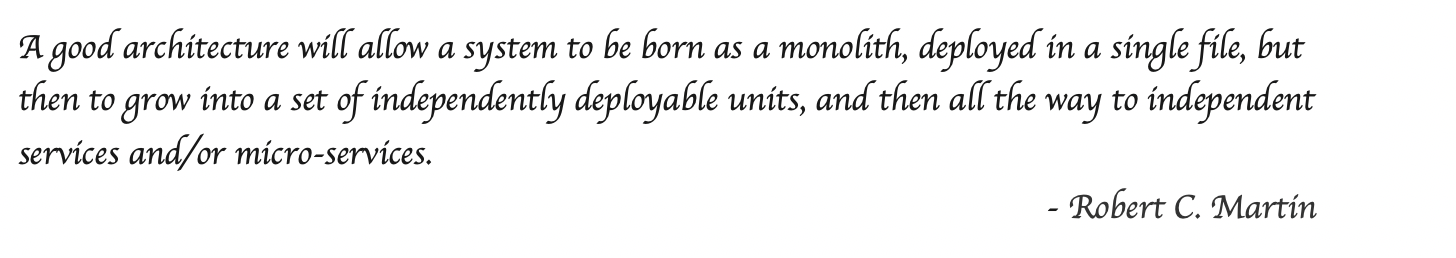 A good architecture will allow a system to be born as a monolith, deployed in a single file, but
then to grow into a set of independently deployable units, and then all the way to independent
services and/or micro-services.
- Robert C. Martin